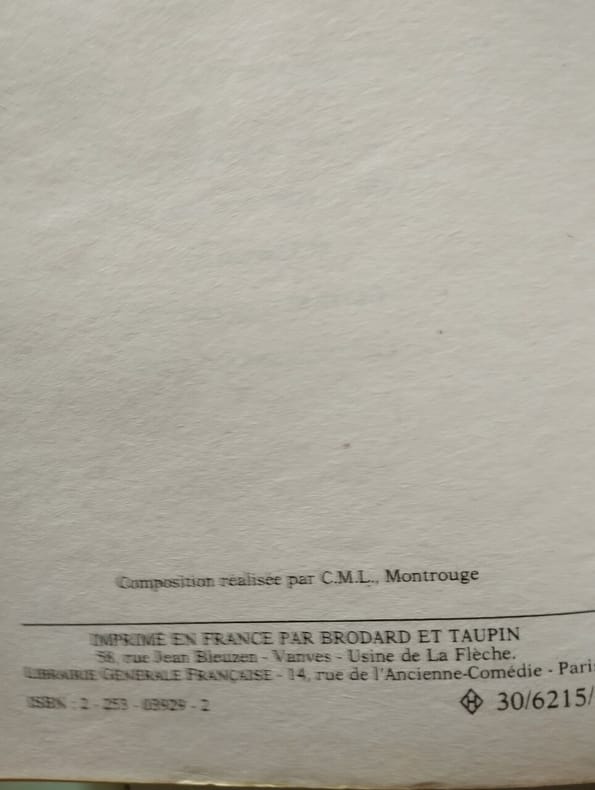 Composition réalisée par C.M.L., Montrouge
IMPRIMÉ EN FRANCE PAR BRODARD ET TAUPIN
58, rue Jean Bleuzen - Vanves - Usine de La Flèche.
LIBRAIRIE GÉNÉRALE FRANÇAISE - 14, rue de l'Ancienne-Comédie - Pari
ISBN : 2 - 253 - 03929 - 2
H 30/6215/